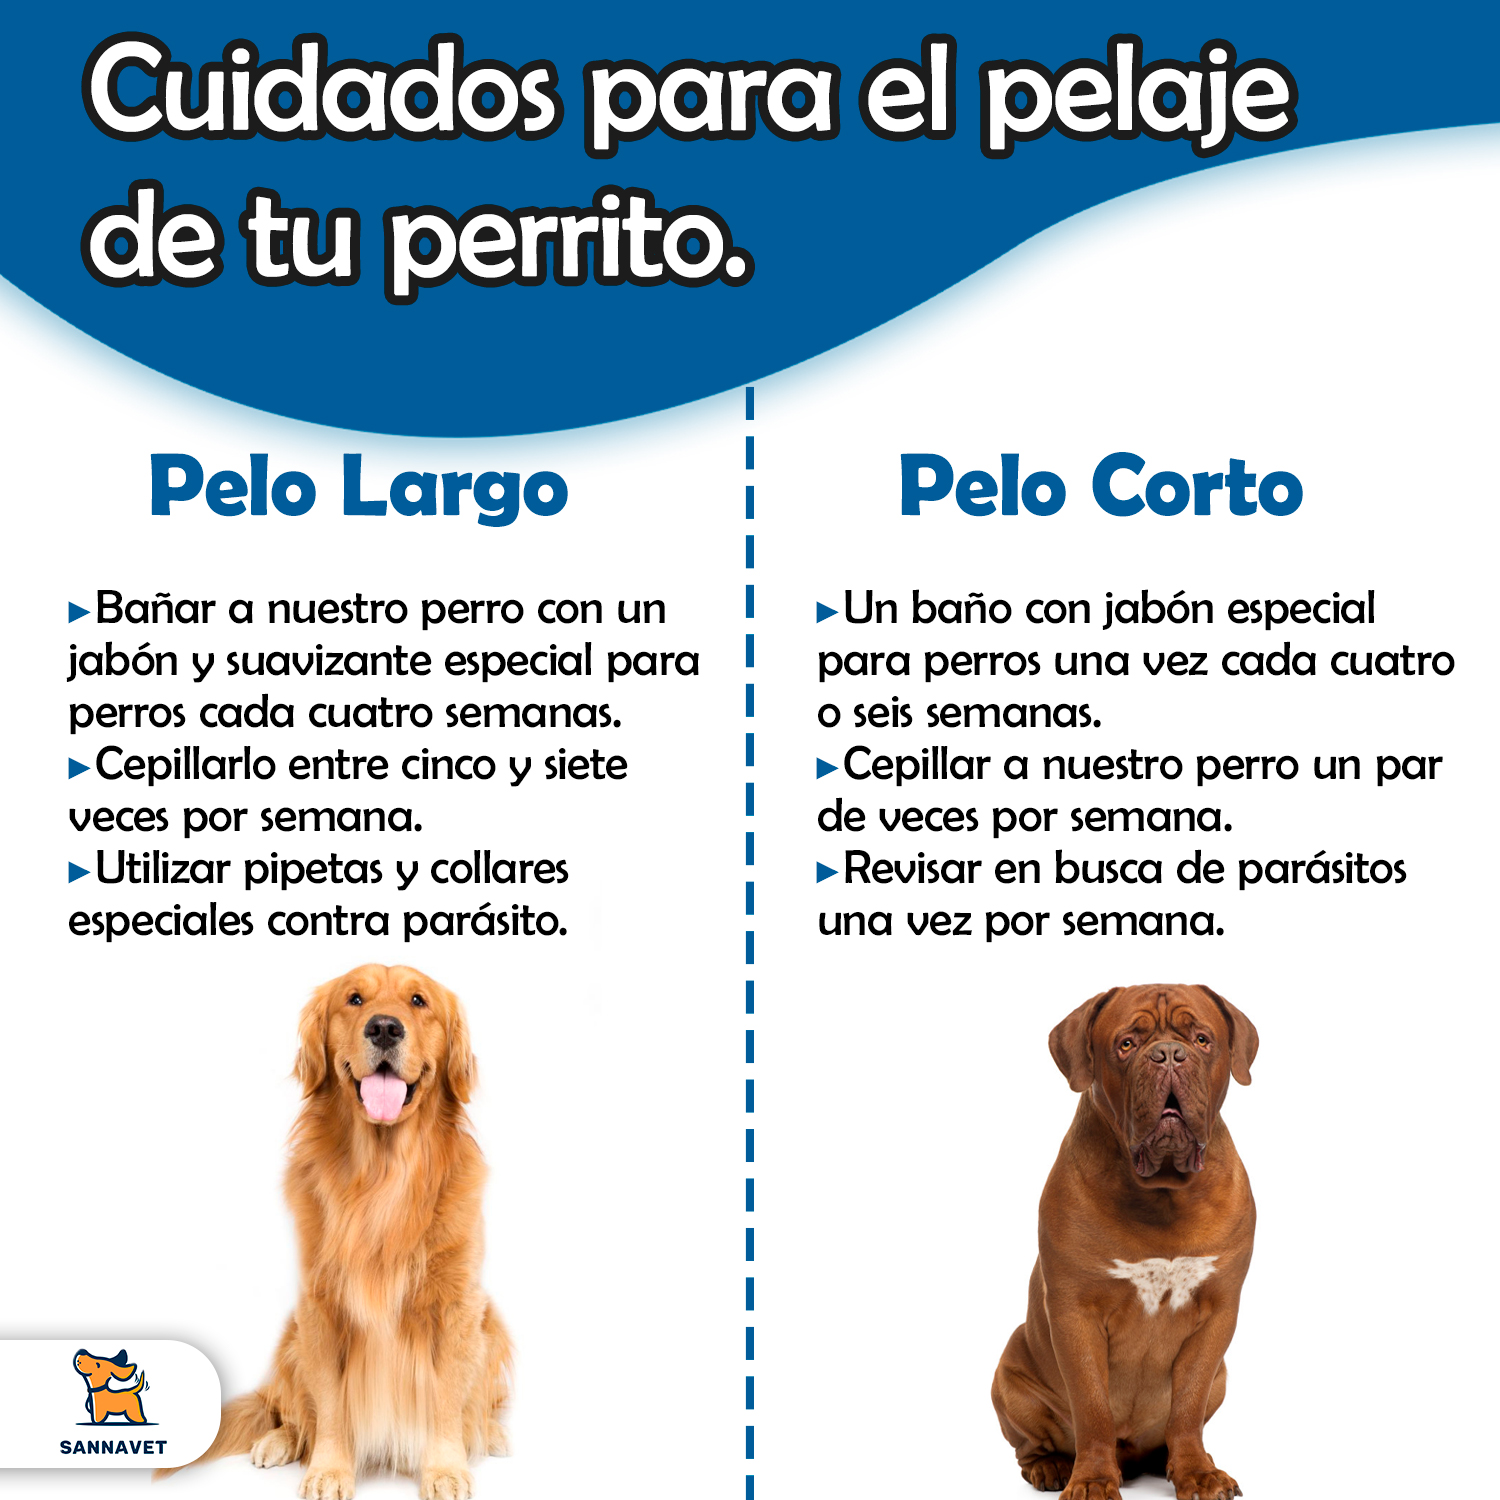 Cuidados para el pelaje
de tu perrito.
Pelo Largo
►Bañar a nuestro perro con un
jabón y suavizante especial para
perros cada cuatro semanas.
►Cepillarlo entre cinco y siete
veces por semana.
►Utilizar pipetas y collares
especiales contra parásito.
Pelo Corto
►Un baño con jabón especial
para perros una vez cada cuatro
o seis semanas.
►Cepillar a nuestro perro un par
de veces por semana.
►Revisar en busca de parásitos
una vez por semana.
SANNAVET